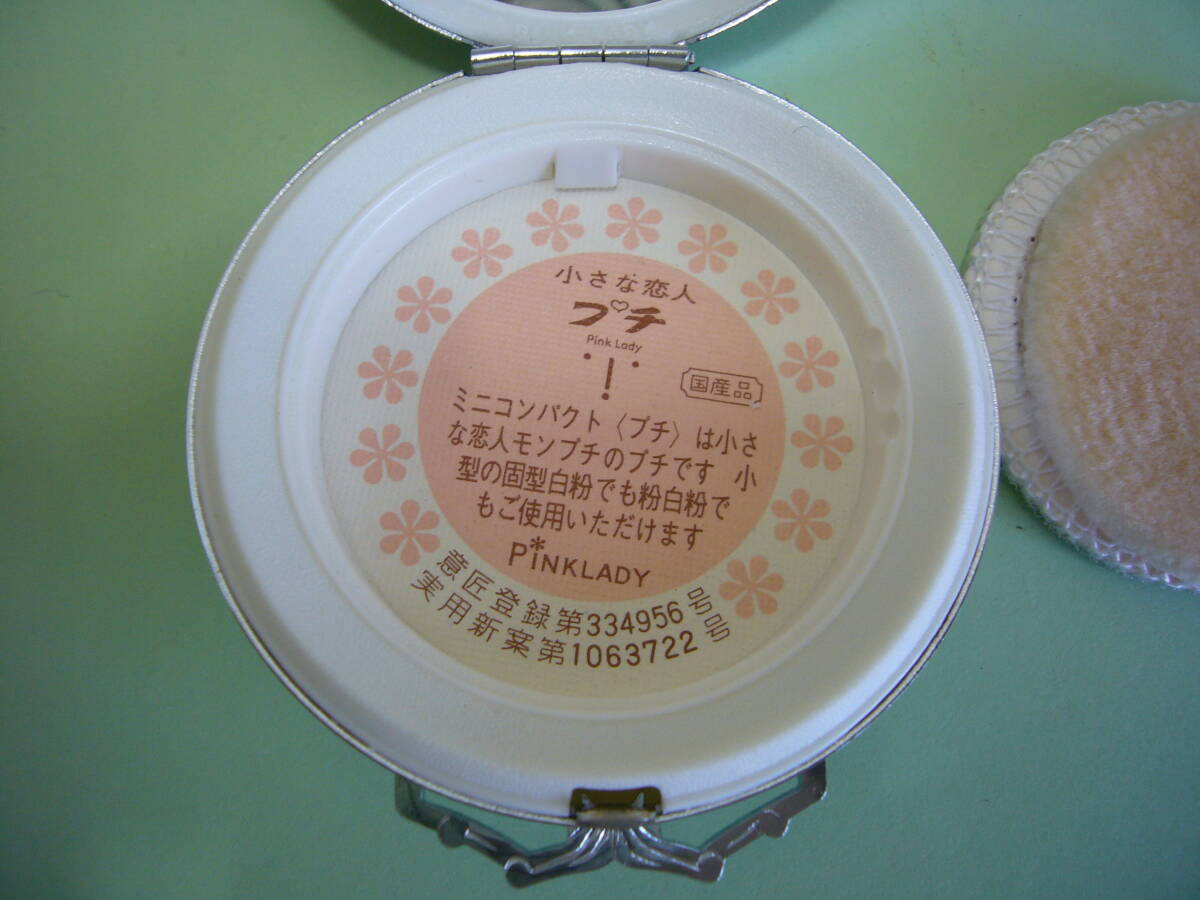 小さな恋人
プチ
Pink Lady
国産品
ミニコンパクト〈プチ〉は小さ
な恋人モンプチのプチです 小
型の固型白粉でも粉白粉で
もご使用いただけます
PiNKLADY
意匠登録第334956号
実用新案第1063722号